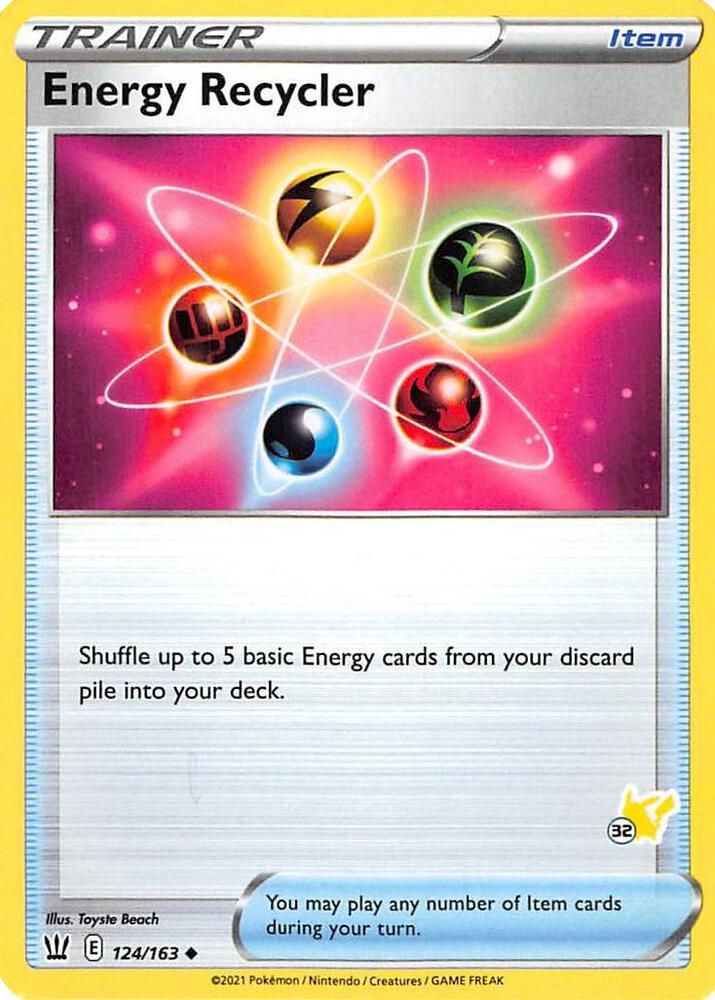 TRAINER
Item
Energy Recycler
Shuffle up to 5 basic Energy cards from your discard
pile into your deck.
32
You may play any number of Item cards
during your turn.
Illus. Toyste Beach
E 124/163
©2021 Pokémon / Nintendo / Creatures / GAME FREAK